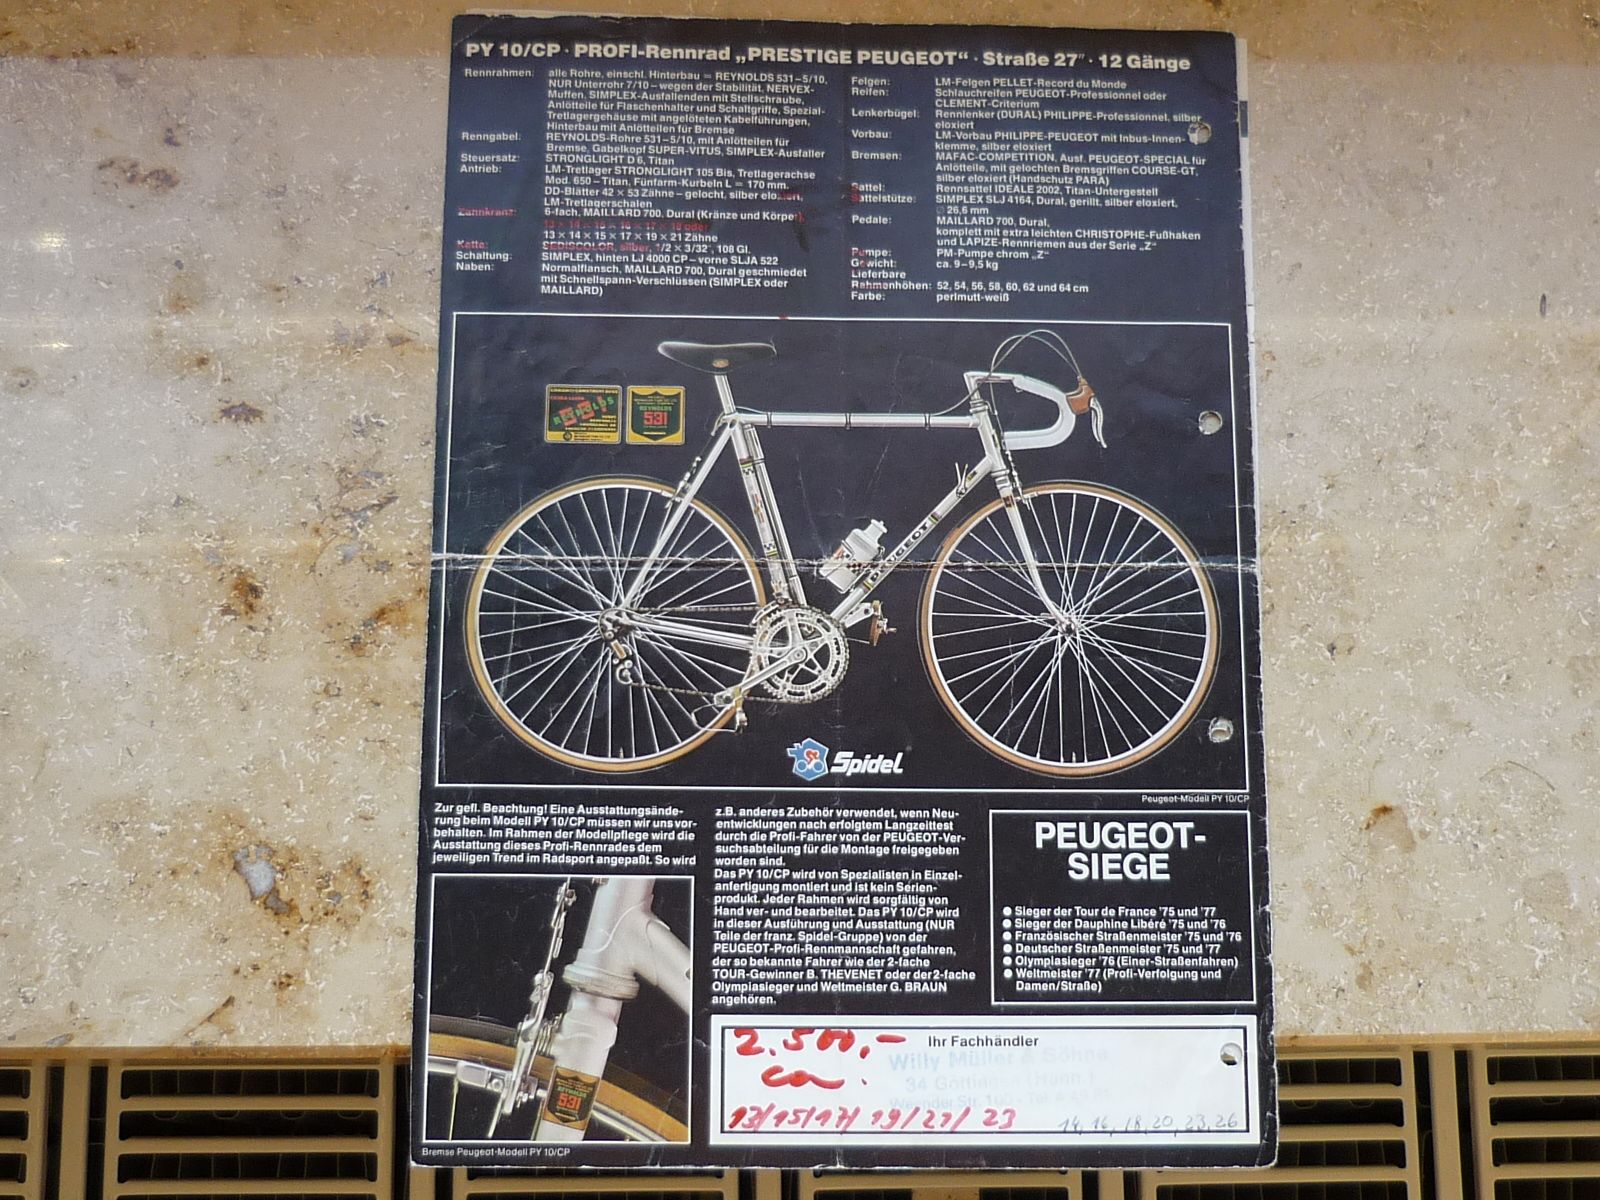 PY 10/CP · PROFI-Rennrad „PRESTIGE PEUGEOT“ · Straße 27″ · 12 Gänge
Rennrahmen: alle Rohre, einschl. Hinterbau = REYNOLDS 531–5/10,
NUR Unterrohr 7/10 – wegen der Stabilität, NERVEX-
Muffen, SIMPLEX-Ausfallenden mit Stellschraube,
Anlötteile für Flaschenhalter und Schaltgriffe, Spezial-
Tretlagergehäuse mit angelöteten Kabelführungen,
Hinterbau mit Anlötteilen für Bremse
Renngabel: REYNOLDS-Rohre 531–5/10, mit Anlötteilen für
Bremse, Gabelkopf SUPER-VITUS, SIMPLEX-Ausfaller
Steuersatz: STRONGLIGHT D 6, Titan
Antrieb: LM-Tretlager STRONGLIGHT 105 Bis, Tretlagerachse
Mod. 650 – Titan, Fünfarm-Kurbeln L = 170 mm.
DD-Blätter 42 × 53 Zähne – gelocht, silber eloxiert,
LM-Tretlagerschalen
Zahnkranz: 6-fach, MAILLARD 700, Dural (Kränze und Körper),
13 × 14 × 15 × 16 × 17 × 18 oder
13 × 14 × 15 × 17 × 19 × 21 Zähne
Kette: SEDISCOLOR, silber, 1/2 × 3/32″, 108 Gl.
Schaltung: SIMPLEX, hinten LJ 4000 CP – vorne SLJA 522
Naben: Normalflansch, MAILLARD 700, Dural geschmiedet
mit Schnellspann-Verschlüssen (SIMPLEX oder
MAILLARD)
Felgen: LM-Felgen PELLET-Record du Monde
Reifen: Schlauchreifen PEUGEOT-Professionnel oder
CLEMENT-Criterium
Lenkerbügel: Rennlenker (DURAL) PHILIPPE-Professionnel, silber
eloxiert
Vorbau: LM-Vorbau PHILIPPE-PEUGEOT mit Inbus-Innen-
klemme, silber eloxiert
Bremsen: MAFAC-COMPETITION, Ausf. PEUGEOT-SPECIAL für
Anlötteile, mit gelochten Bremsgriffen COURSE-GT,
silber eloxiert (Handschutz PARA)
Sattel: Rennsattel IDEALE 2002, Titan-Untergestell
Sattelstütze: SIMPLEX SLJ 4164, Dural, gerillt, silber eloxiert,
∅ 26,6 mm
Pedale: MAILLARD 700, Dural,
komplett mit extra leichten CHRISTOPHE-Fußhaken
und LAPIZE-Rennriemen aus der Serie „Z“
Pumpe: PM-Pumpe chrom „Z“
Gewicht: ca. 9–9,5 kg
Lieferbare
Rahmenhöhen: 52, 54, 56, 58, 60, 62 und 64 cm
Farbe: perlmutt-weiß
REYNOLDS
531
REYNOLDS
531
PEUGEOT
Spidel
Peugeot-Modell PY 10/CP
Zur gefl. Beachtung! Eine Ausstattungsände-
rung beim Modell PY 10/CP müssen wir uns vor-
behalten. Im Rahmen der Modellpflege wird die
Ausstattung dieses Profi-Rennrades dem
jeweiligen Trend im Radsport angepaßt. So wird
z.B. anderes Zubehör verwendet, wenn Neu-
entwicklungen nach erfolgtem Langzeittest
durch die Profi-Fahrer von der PEUGEOT-Ver-
suchsabteilung für die Montage freigegeben
worden sind.
Das PY 10/CP wird von Spezialisten in Einzel-
anfertigung montiert und ist kein Serien-
produkt. Jeder Rahmen wird sorgfältig von
Hand ver- und bearbeitet. Das PY 10/CP wird
in dieser Ausführung und Ausstattung (NUR
Teile der franz. Spidel-Gruppe) von der
PEUGEOT-Profi-Rennmannschaft gefahren,
der so bekannte Fahrer wie der 2-fache
TOUR-Gewinner B. THEVENET oder der 2-fache
Olympiasieger und Weltmeister G. BRAUN
angehören.
PEUGEOT-
SIEGE
● Sieger der Tour de France '75 und '77
● Sieger der Dauphine Libéré '75 und '76
● Französischer Straßenmeister '75 und '76
● Deutscher Straßenmeister '75 und '77
● Olympiasieger '76 (Einer-Straßenfahren)
● Weltmeister '77 (Profi-Verfolgung und
Damen/Straße)
REYNOLDS
531
Bremse Peugeot-Modell PY 10/CP
2.500,-
ca.
Ihr Fachhändler
Willy Müller & Söhne
34 Göttingen (Hann.)
Weender Str. 100 - Tel.
13/15/17/ 19/21/ 23
14, 16, 18, 20, 23, 26